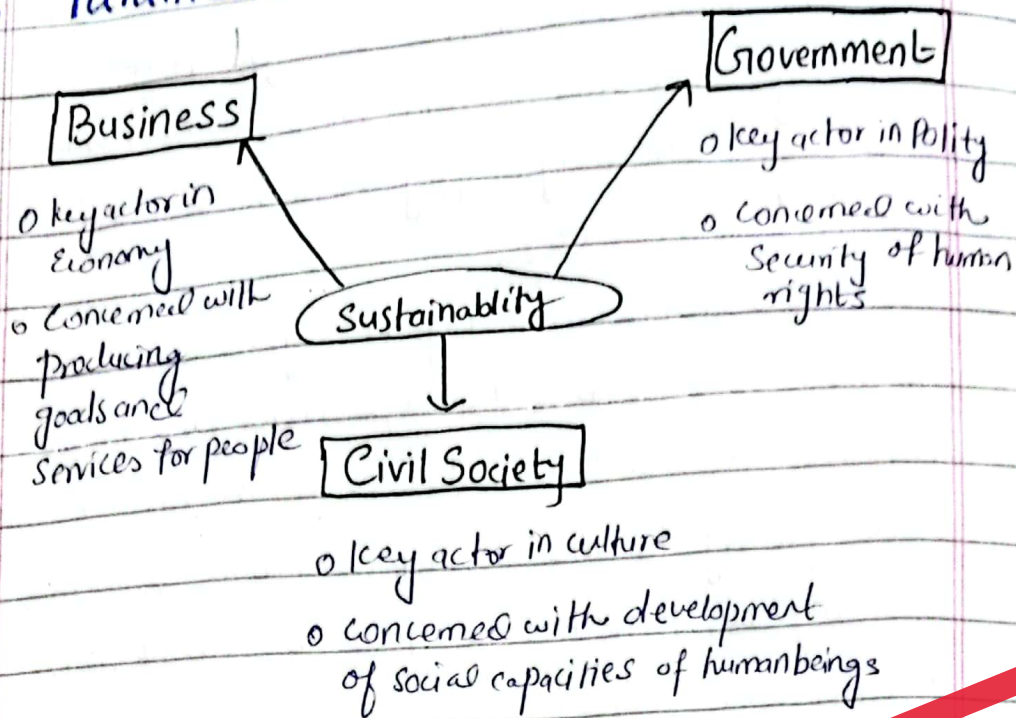 Government
Business
o key actor in Polity
o key actor in
Economy
o Concerned with
Security of human
rights
o Concerned with
producing
goals and
services for people
Sustainablity
Civil Society
o key actor in culture
o concerned with development
of social capacities of human beings